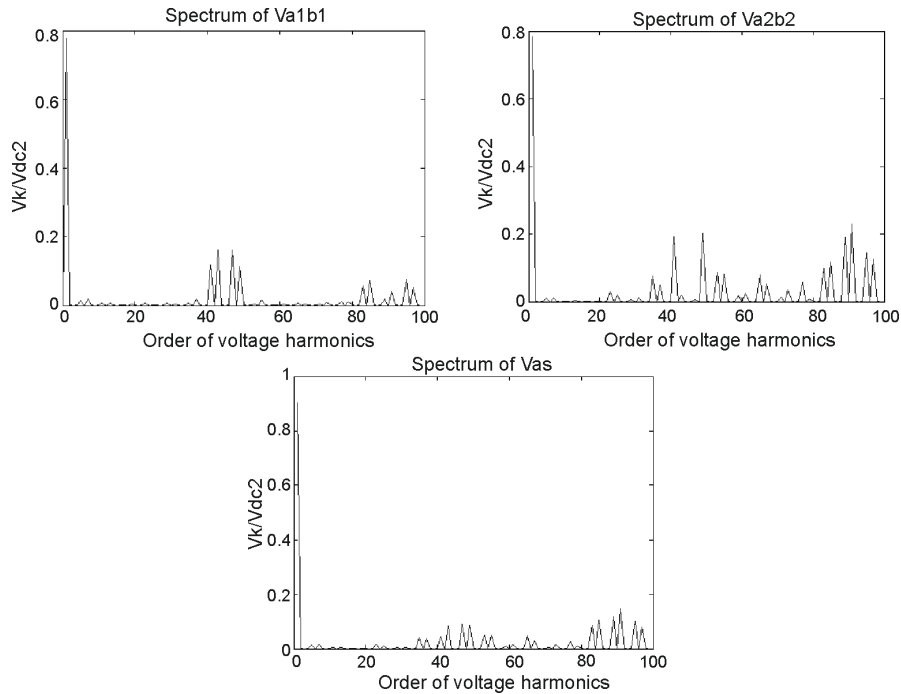 Spectrum of Va1b1
0.8
0.6
0.4
0.2
0
Vk/Vdc2
0 20 40 60 80 100
Order of voltage harmonics
Spectrum of Va2b2
0.8
0.6
0.4
0.2
0
Vk/Vdc2
0 20 40 60 80 100
Order of voltage harmonics
Spectrum of Vas
1
0.8
0.6
0.4
0.2
0
Vk/Vdc2
0 20 40 60 80 100
Order of voltage harmonics